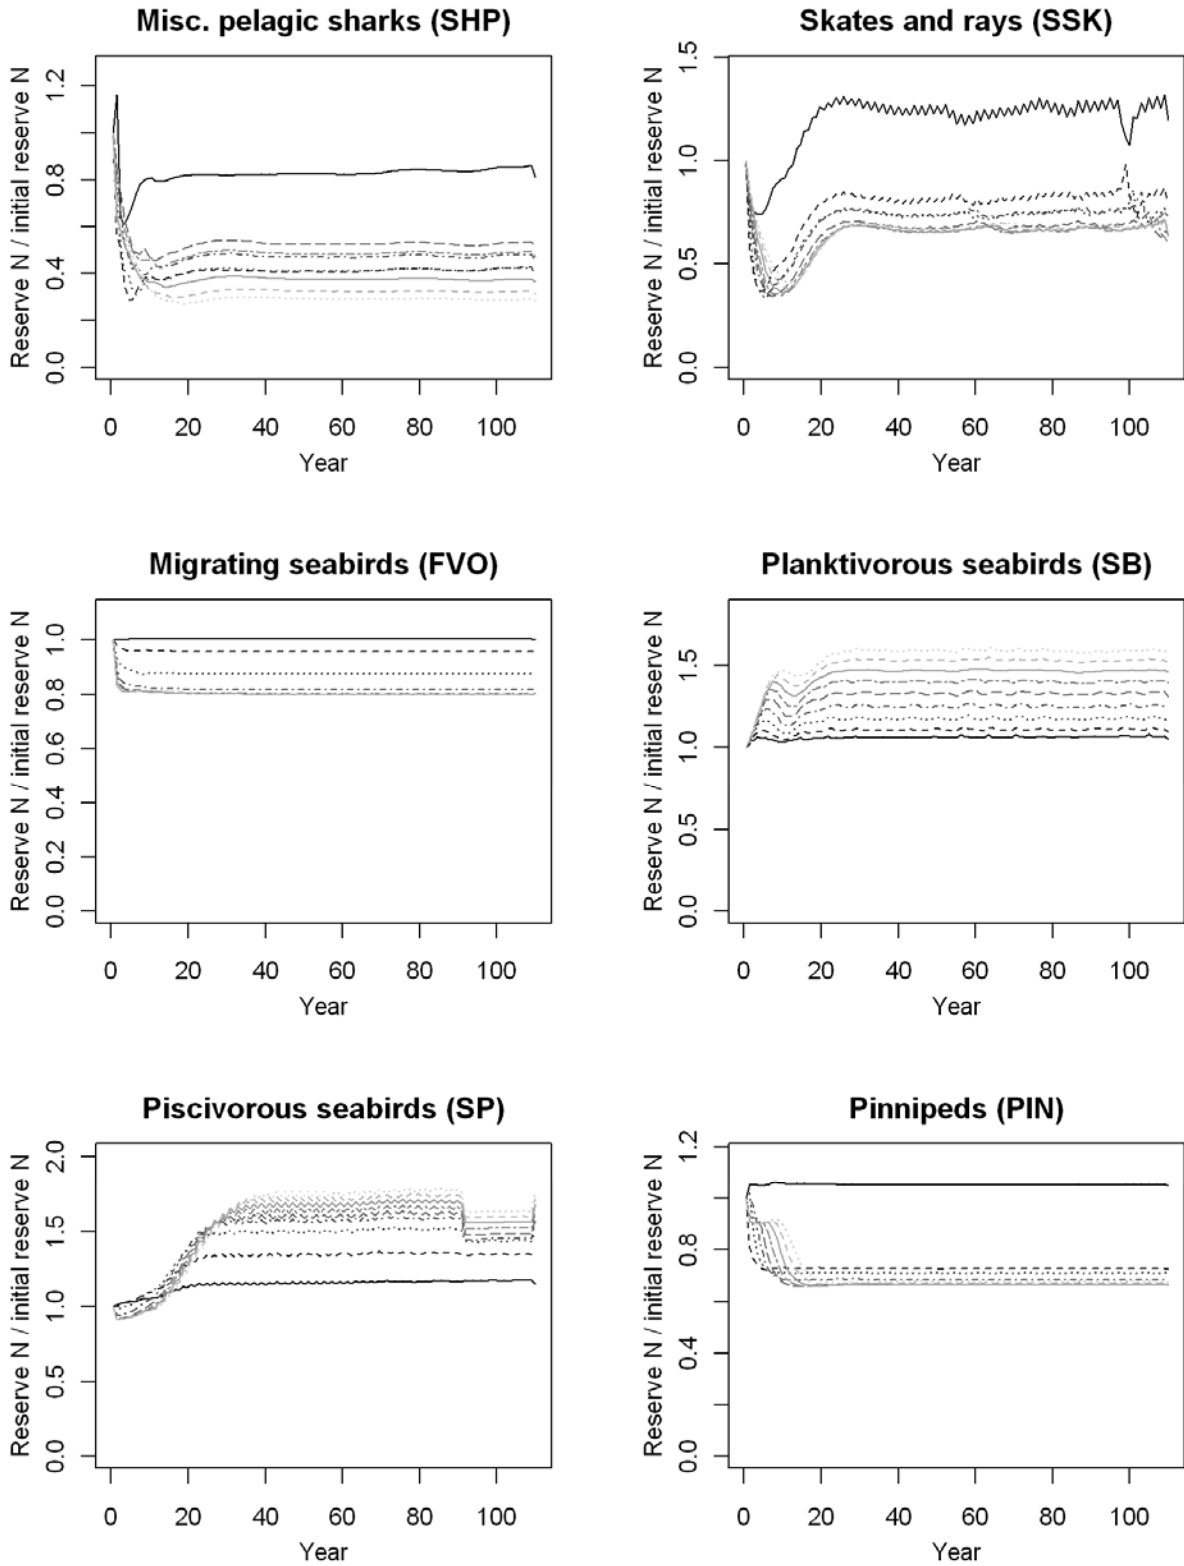 Misc. pelagic sharks (SHP)
Reserve N / initial reserve N
0.0 0.4 0.8 1.2
0 20 40 60 80 100
Year
Skates and rays (SSK)
Reserve N / initial reserve N
0.0 0.5 1.0 1.5
0 20 40 60 80 100
Year
Migrating seabirds (FVO)
Reserve N / initial reserve N
0.0 0.2 0.4 0.6 0.8 1.0
0 20 40 60 80 100
Year
Planktivorous seabirds (SB)
Reserve N / initial reserve N
0.0 0.5 1.0 1.5
0 20 40 60 80 100
Year
Piscivorous seabirds (SP)
Reserve N / initial reserve N
0.0 0.5 1.0 1.5 2.0
0 20 40 60 80 100
Year
Pinnipeds (PIN)
Reserve N / initial reserve N
0.0 0.4 0.8 1.2
0 20 40 60 80 100
Year